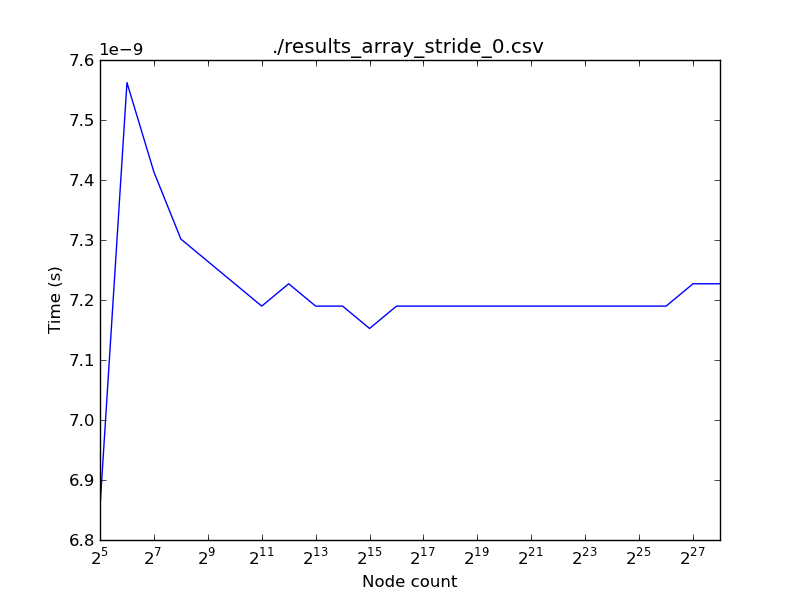 ./results_array_stride_0.csv
1e−9
7.6
7.5
7.4
7.3
7.2
7.1
7.0
6.9
6.8
Time (s)
2^5 2^7 2^9 2^11 2^13 2^15 2^17 2^19 2^21 2^23 2^25 2^27
Node count